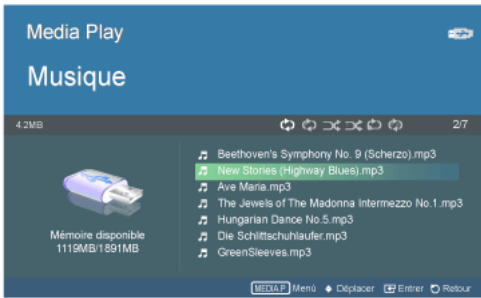 Media Play
Musique
4.2MB 2/7
Beethoven's Symphony No. 9 (Scherzo).mp3
New Stories (Highway Blues).mp3
Ave Maria.mp3
The Jewels of The Madonna Intermezzo No.1.mp3
Hungarian Dance No.5.mp3
Die Schlittschuhlaufer.mp3
GreenSleeves.mp3
Mémoire disponible
1119MB/1891MB
MEDIA.P Menú Déplacer Entrer Retour